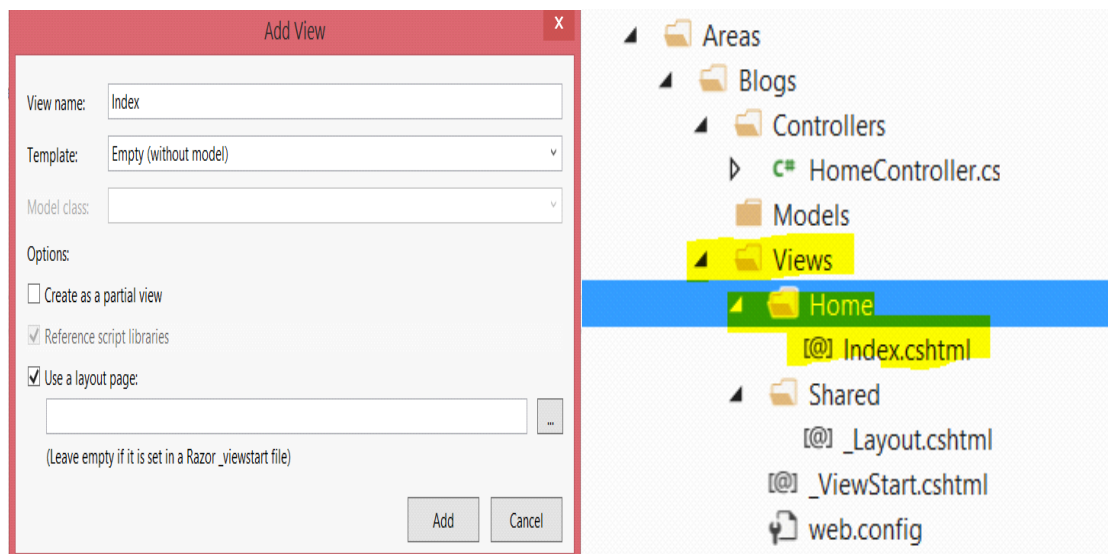 Add View
X
View name:
Index
Template:
Empty (without model)
Model class:
Options:
Create as a partial view
Reference script libraries
Use a layout page:
...
(Leave empty if it is set in a Razor _viewstart file)
Add
Cancel
Areas
Blogs
Controllers
C# HomeController.cs
Models
Views
Home
[@] Index.cshtml
Shared
[@] _Layout.cshtml
[@] _ViewStart.cshtml
web.config